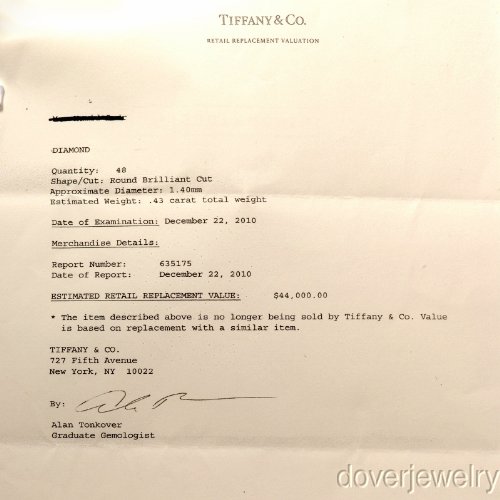 TIFFANY & CO.
RETAIL REPLACEMENT VALUATION
DIAMOND
Quantity: 48
Shape/Cut: Round Brilliant Cut
Approximate Diameter: 1.40mm
Estimated Weight: .43 carat total weight
Date of Examination: December 22, 2010
Merchandise Details:
Report Number: 635175
Date of Report: December 22, 2010
ESTIMATED RETAIL REPLACEMENT VALUE: $44,000.00
* The item described above is no longer being sold by Tiffany & Co. Value
is based on replacement with a similar item.
TIFFANY & CO.
727 Fifth Avenue
New York, NY 10022
By:
Alan Tonkover
Graduate Gemologist
doverjewelry